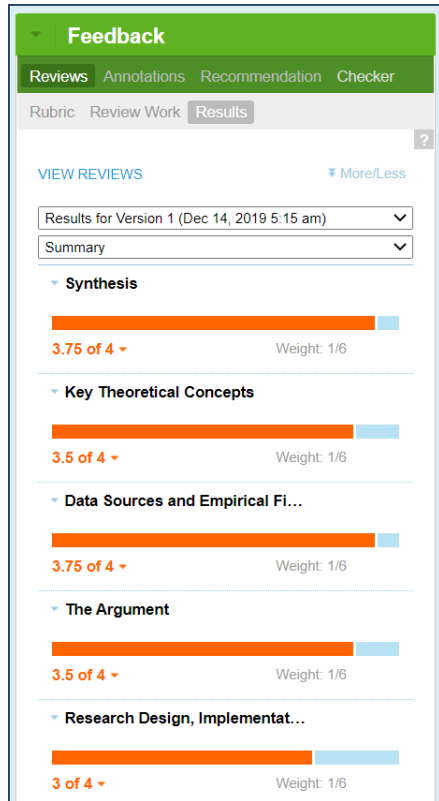 Feedback
Reviews Annotations Recommendation Checker
Rubric Review Work Results
?
VIEW REVIEWS More/Less
Results for Version 1 (Dec 14, 2019 5:15 am)
Summary
Synthesis
3.75 of 4 Weight: 1/6
Key Theoretical Concepts
3.5 of 4 Weight: 1/6
Data Sources and Empirical Fi...
3.75 of 4 Weight: 1/6
The Argument
3.5 of 4 Weight: 1/6
Research Design, Implementat...
3 of 4 Weight: 1/6